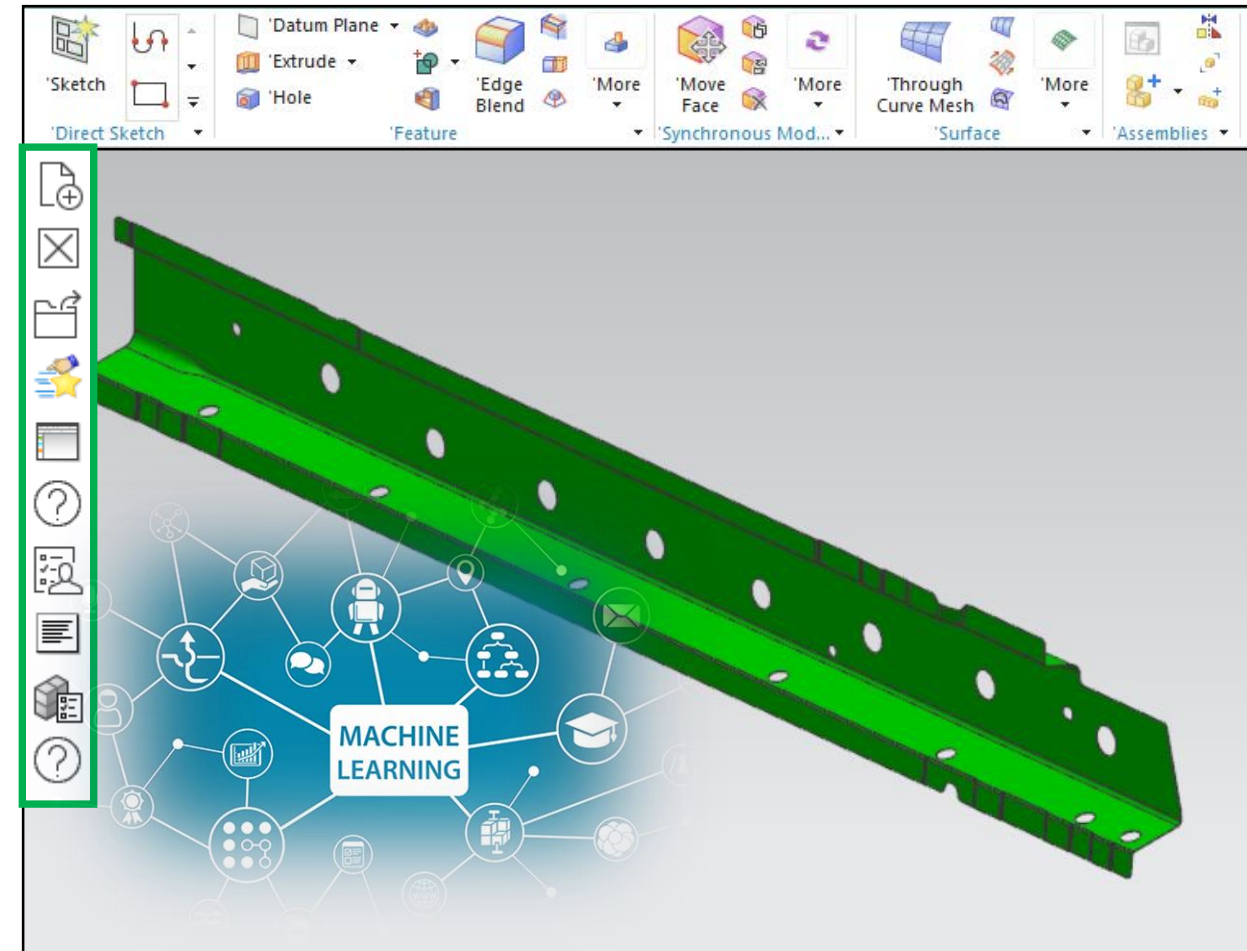 'Sketch
'Direct Sketch
'Datum Plane
'Extrude
'Hole
'Edge
Blend
'More
'Feature
'Move
Face
'More
'Synchronous Mod...
'Through
Curve Mesh
'More
'Surface
'Assemblies
MACHINE
LEARNING